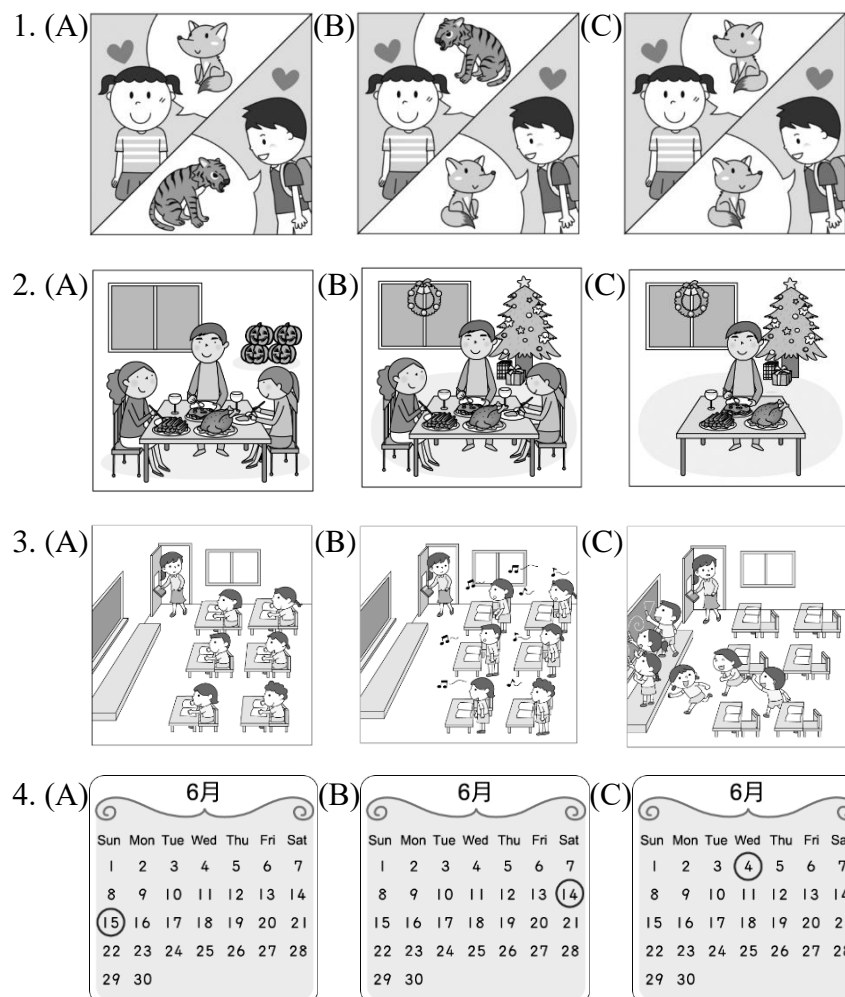 1. (A) (B) (C)
2. (A) (B) (C)
3. (A) (B) (C)
4. (A) (B) (C)
6月
Sun Mon Tue Wed Thu Fri Sat
1 2 3 4 5 6 7
8 9 10 11 12 13 14
15 16 17 18 19 20 21
22 23 24 25 26 27 28
29 30
6月
Sun Mon Tue Wed Thu Fri Sat
1 2 3 4 5 6 7
8 9 10 11 12 13 14
15 16 17 18 19 20 21
22 23 24 25 26 27 28
29 30
6月
Sun Mon Tue Wed Thu Fri
1 2 3 4 5 6 7
8 9 10 11 12 13
15 16 17 18 19 20
22 23 24 25 26 27
29 30